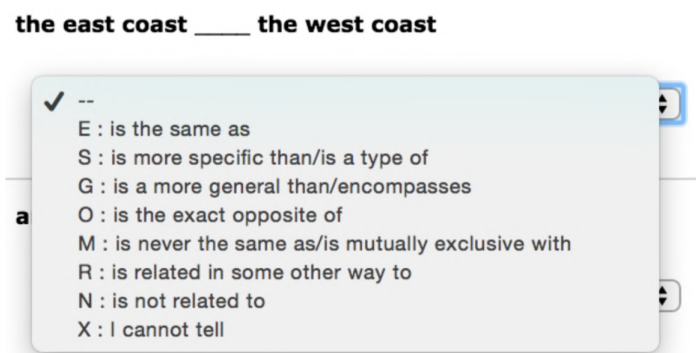 the east coast ____ the west coast
--
E : is the same as
S : is more specific than/is a type of
G : is a more general than/encompasses
a
O : is the exact opposite of
M : is never the same as/is mutually exclusive with
R : is related in some other way to
N : is not related to
X : I cannot tell